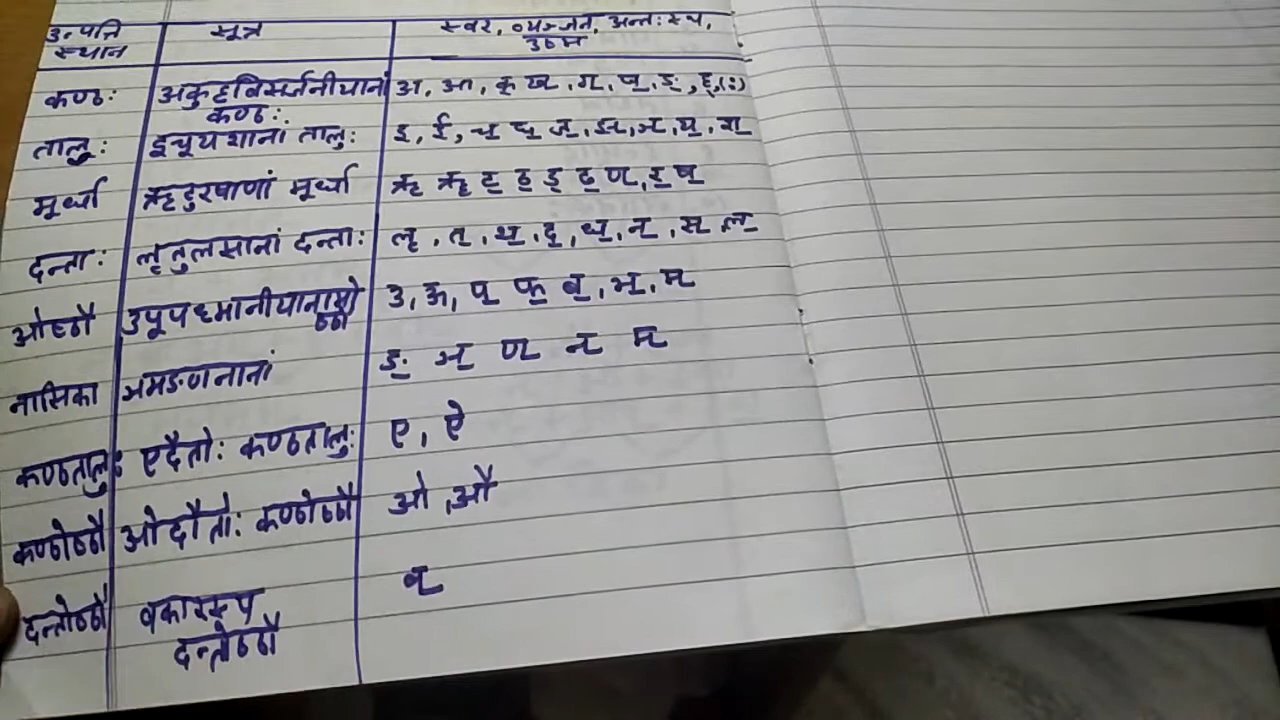 उत्पत्ति स्थान सूत्र स्वर, व्यञ्जन, अन्तःस्थ, उष्म
कण्ठः अकुहविसर्जनीयानां कण्ठः अ, आ, क् ख्, ग्, घ्, ङ्, ह्, (ः)
तालुः इचुयशानां तालुः इ, ई, च् छ् ज्, झ्, ञ्, य्, श्
मूर्धा ऋटुरषाणां मूर्धा ऋ ॠ ट् ठ् ड् ढ् ण्, र् ष्
दन्ताः लृतुलसानां दन्ताः लृ, त्, थ्, द्, ध्, न्, स् ल्
ओष्ठौ उपूपध्मानीयानामोष्ठौ उ, ऊ, प् फ् ब्, भ्, म्
नासिका ञमङणनानां ङ् ञ् ण् न् म्
कण्ठतालुः एदैतोः कण्ठतालुः ए, ऐ
कण्ठोष्ठौ ओदौतोः कण्ठोष्ठौ ओ, औ
दन्तोष्ठौ वकारस्य दन्तोष्ठौ व्